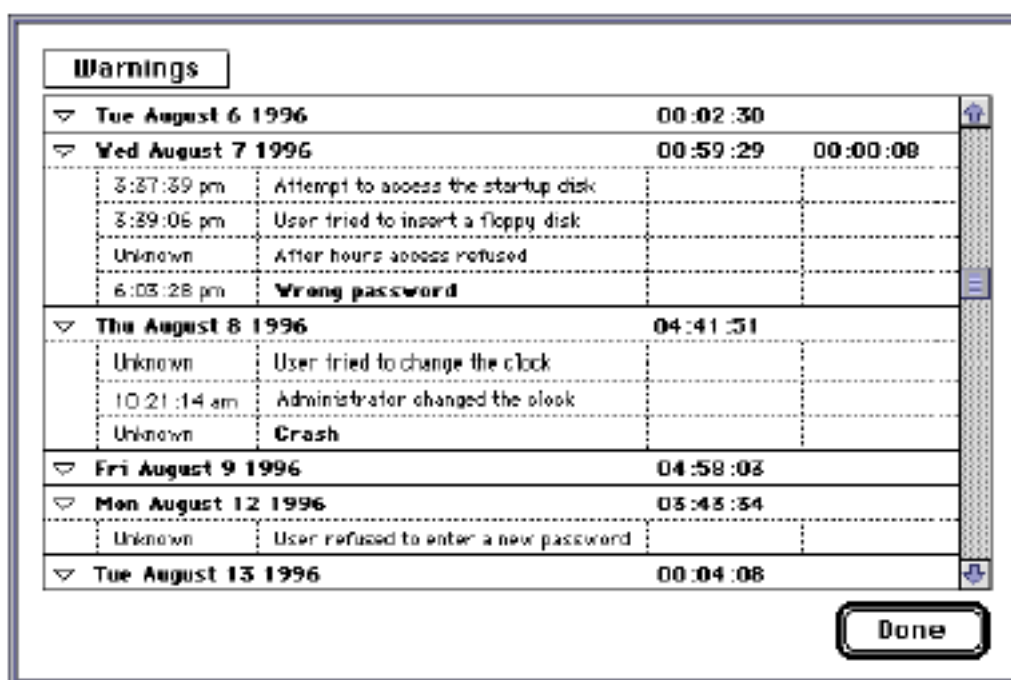 Warnings
Tue August 6 1996 00:02:30
Wed August 7 1996 00:59:29 00:00:08
3:37:39 pm Attempt to access the startup disk
3:39:06 pm User tried to insert a floppy disk
Unknown After hours access refused
6:03:28 pm Wrong password
Thu August 8 1996 04:41:51
Unknown User tried to change the clock
10:21:14 am Administrator changed the clock
Unknown Crash
Fri August 9 1996 04:58:03
Mon August 12 1996 03:43:34
Unknown User refused to enter a new password
Tue August 13 1996 00:04:08
Done